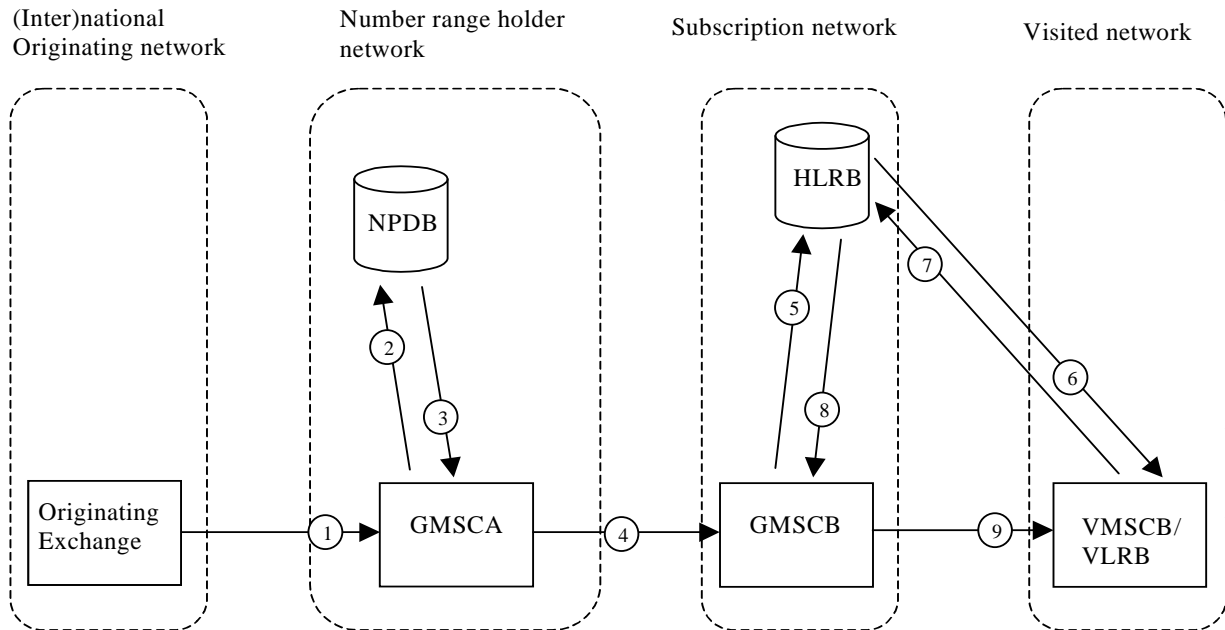 (Inter)national
Originating network
Number range holder
network
Subscription network
Visited network
HLRB
NPDB
7
5
2
6
8
3
Originating
Exchange
1
GMSCA
4
GMSCB
9
VMSCB/
VLRB